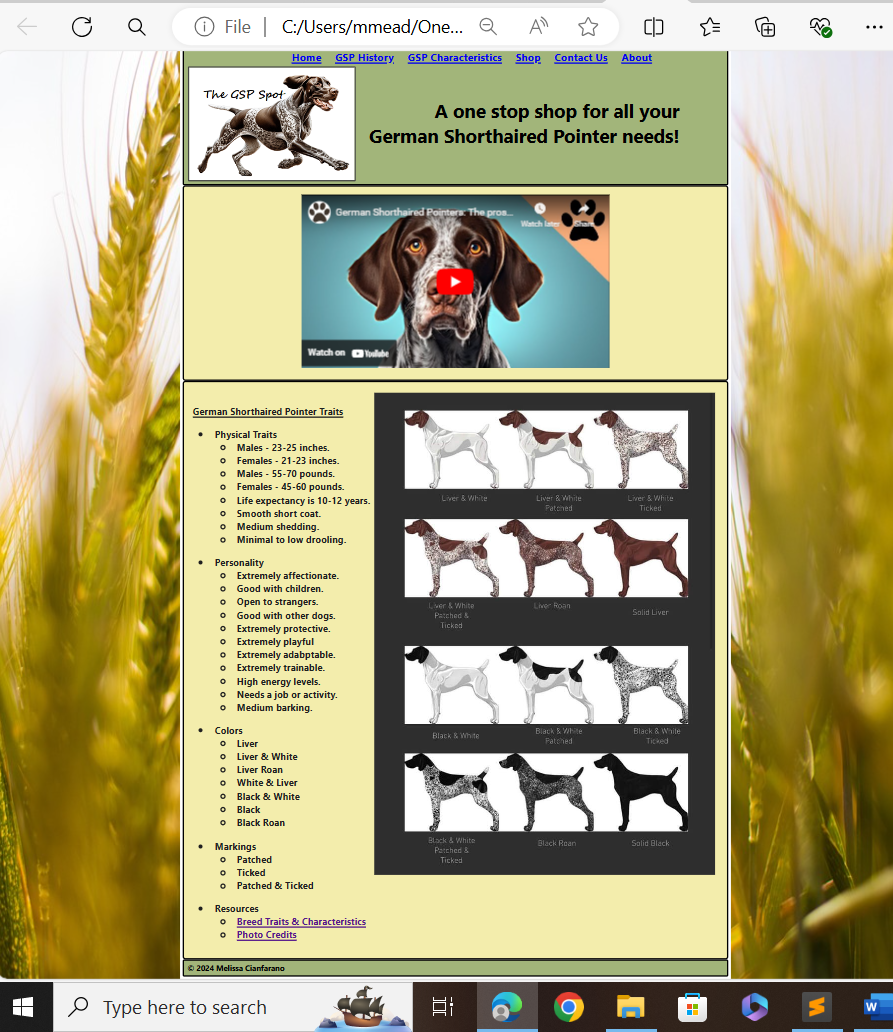 File | C:/Users/mmead/One...
Home GSP History GSP Characteristics Shop Contact Us About
The GSP Spot
A one stop shop for all your
German Shorthaired Pointer needs!
German Shorthaired Pointers: The proa...
Watch later
Share
Watch on YouTube
German Shorthaired Pointer Traits
Physical Traits
Males - 23-25 inches.
Females - 21-23 inches.
Males - 55-70 pounds.
Females - 45-60 pounds.
Life expectancy is 10-12 years.
Smooth short coat.
Medium shedding.
Minimal to low drooling.
Personality
Extremely affectionate.
Good with children.
Open to strangers.
Good with other dogs.
Extremely protective.
Extremely playful
Extremely adabptable.
Extremely trainable.
High energy levels.
Needs a job or activity.
Medium barking.
Colors
Liver
Liver & White
Liver Roan
White & Liver
Black & White
Black
Black Roan
Markings
Patched
Ticked
Patched & Ticked
Resources
Breed Traits & Characteristics
Photo Credits
Liver & White
Liver & White
Patched
Liver & White
Ticked
Liver & White
Patched &
Ticked
Liver Roan
Solid Liver
Black & White
Black & White
Patched
Black & White
Ticked
Black & White
Patched &
Ticked
Black Roan
Solid Black
© 2024 Melissa Cianfarano
Type here to search